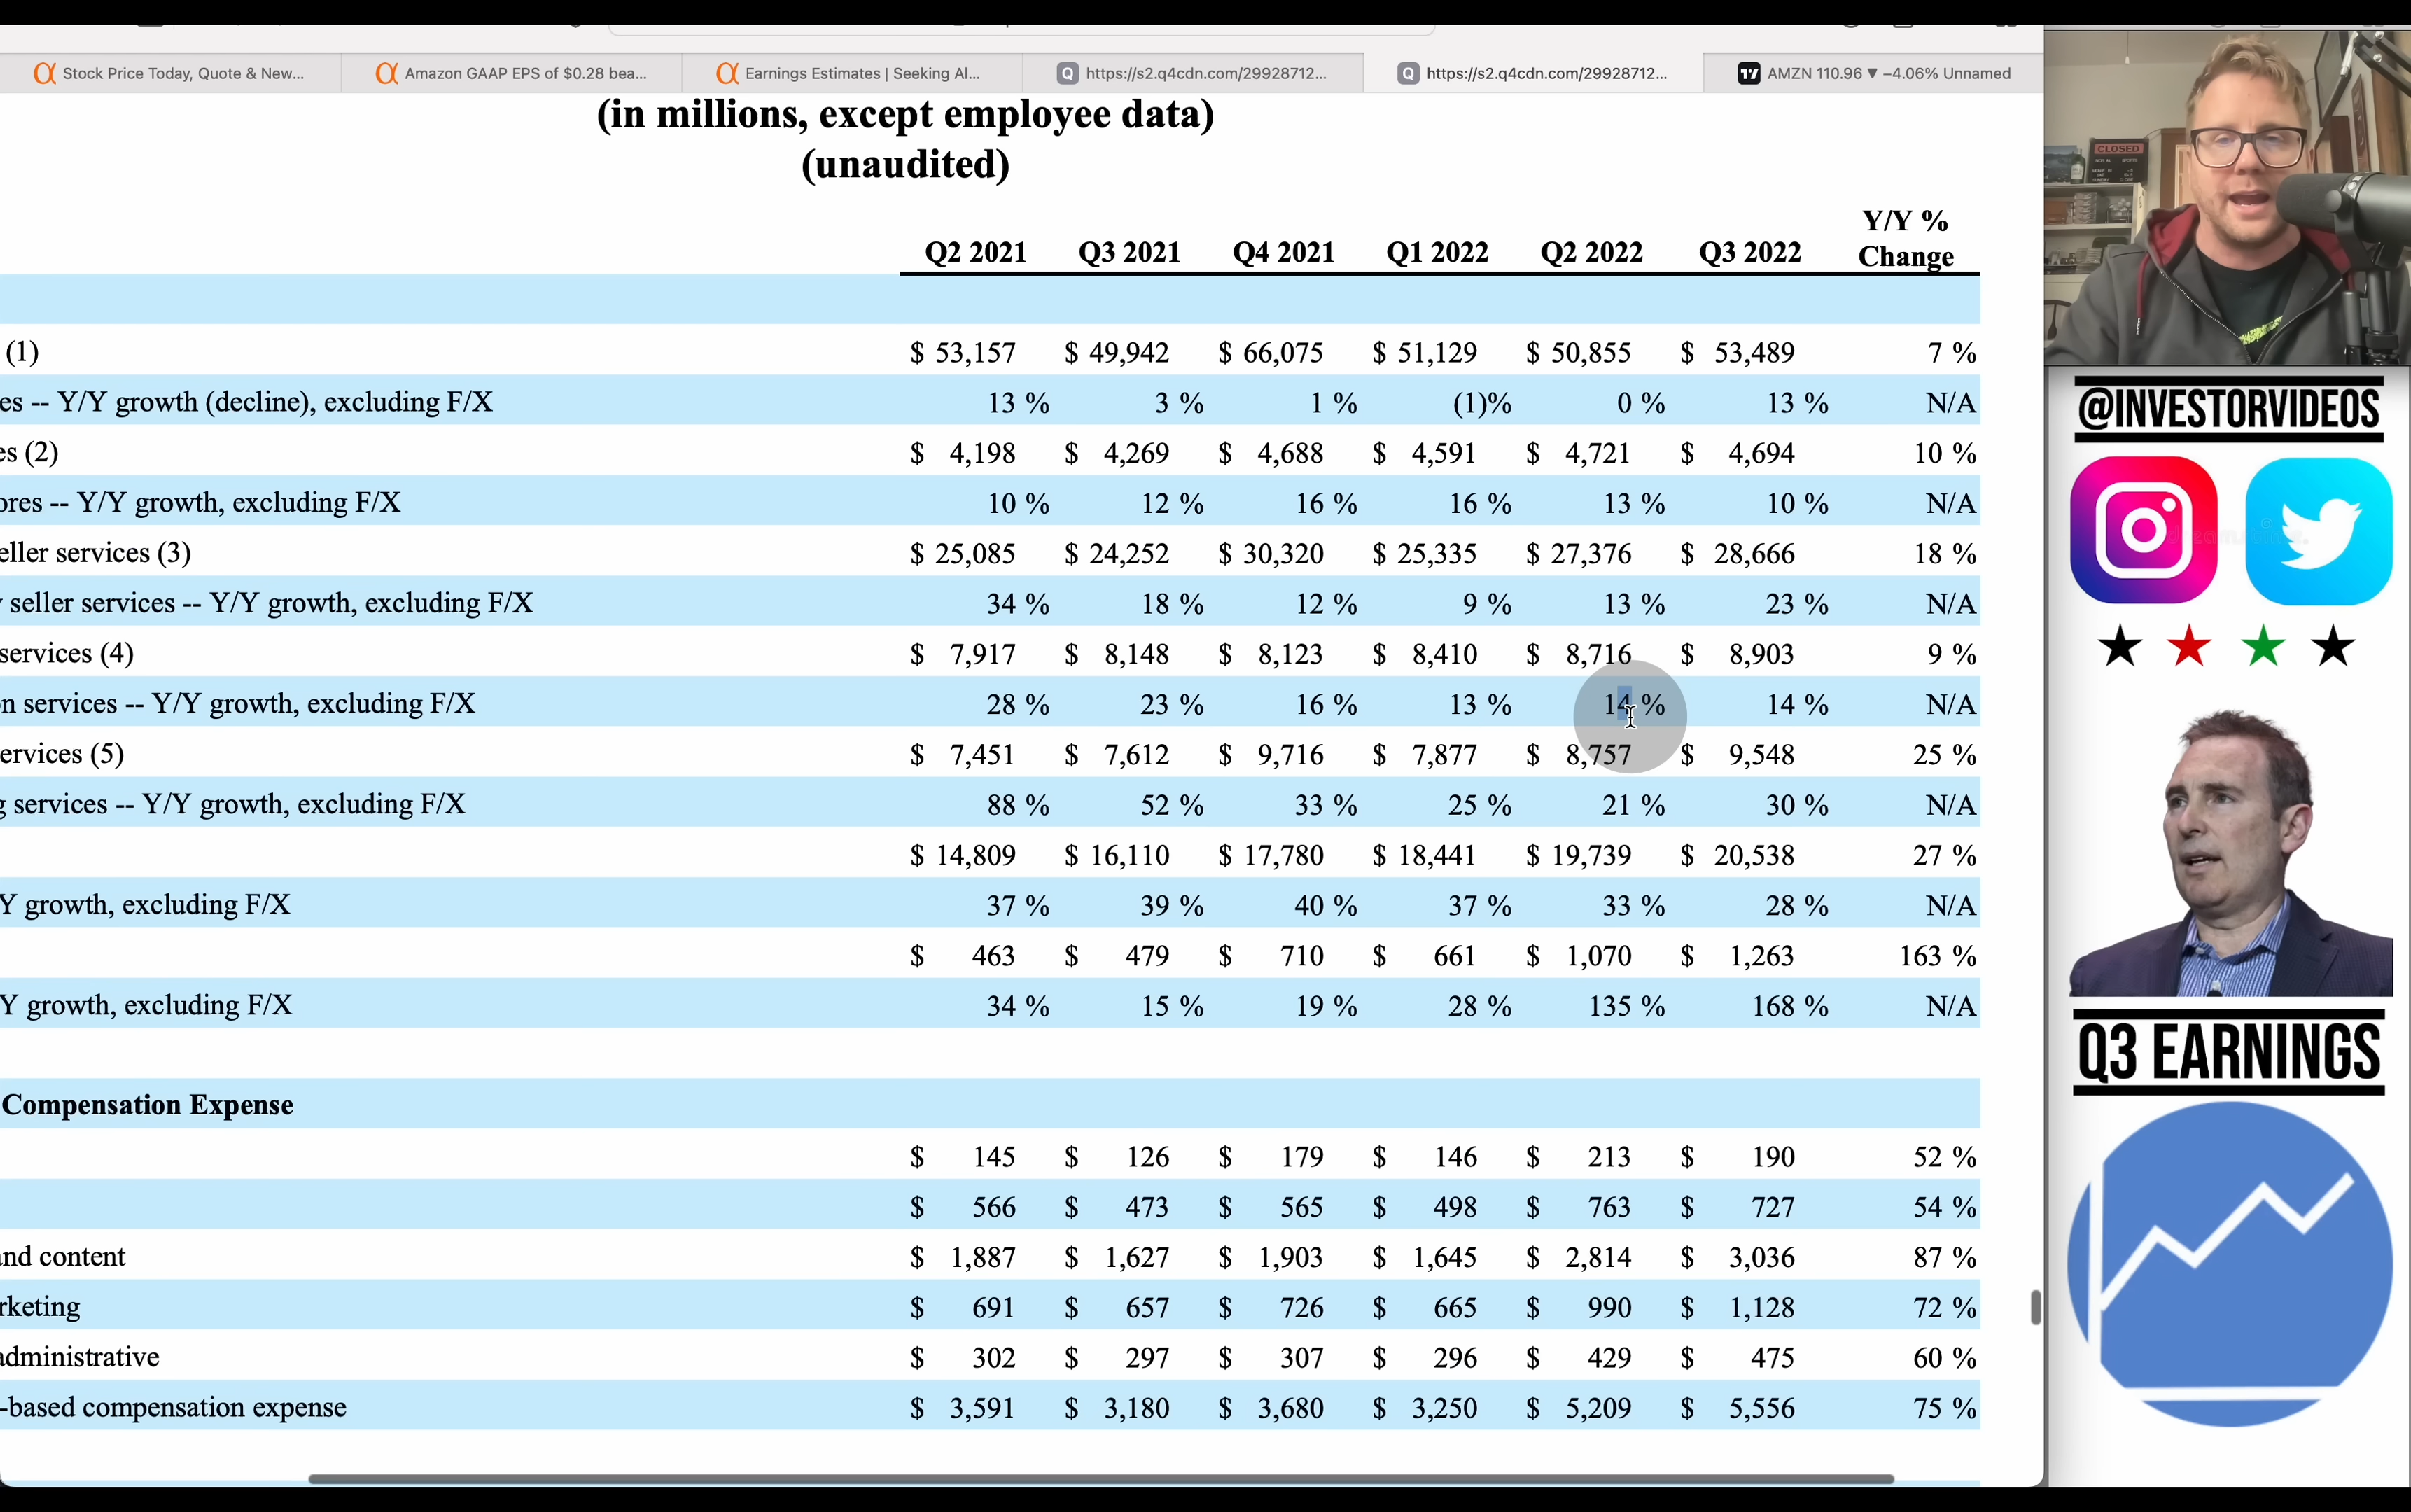 Stock Price Today, Quote & New...
Amazon GAAP EPS of $0.28 bea...
Earnings Estimates | Seeking Al...
Q https://s2.q4cdn.com/29928712...
Q https://s2.q4cdn.com/29928712...
AMZN 110.96 ▼ −4.06% Unnamed
(in millions, except employee data)
(unaudited)
Q2 2021 Q3 2021 Q4 2021 Q1 2022 Q2 2022 Q3 2022 Y/Y % Change
(1) $ 53,157 $ 49,942 $ 66,075 $ 51,129 $ 50,855 $ 53,489 7 %
es -- Y/Y growth (decline), excluding F/X 13 % 3 % 1 % (1)% 0 % 13 % N/A
es (2) $ 4,198 $ 4,269 $ 4,688 $ 4,591 $ 4,721 $ 4,694 10 %
ores -- Y/Y growth, excluding F/X 10 % 12 % 16 % 16 % 13 % 10 % N/A
eller services (3) $ 25,085 $ 24,252 $ 30,320 $ 25,335 $ 27,376 $ 28,666 18 %
y seller services -- Y/Y growth, excluding F/X 34 % 18 % 12 % 9 % 13 % 23 % N/A
services (4) $ 7,917 $ 8,148 $ 8,123 $ 8,410 $ 8,716 $ 8,903 9 %
n services -- Y/Y growth, excluding F/X 28 % 23 % 16 % 13 % 14 % 14 % N/A
ervices (5) $ 7,451 $ 7,612 $ 9,716 $ 7,877 $ 8,757 $ 9,548 25 %
g services -- Y/Y growth, excluding F/X 88 % 52 % 33 % 25 % 21 % 30 % N/A
$ 14,809 $ 16,110 $ 17,780 $ 18,441 $ 19,739 $ 20,538 27 %
Y growth, excluding F/X 37 % 39 % 40 % 37 % 33 % 28 % N/A
$ 463 $ 479 $ 710 $ 661 $ 1,070 $ 1,263 163 %
Y growth, excluding F/X 34 % 15 % 19 % 28 % 135 % 168 % N/A
Compensation Expense
$ 145 $ 126 $ 179 $ 146 $ 213 $ 190 52 %
$ 566 $ 473 $ 565 $ 498 $ 763 $ 727 54 %
and content $ 1,887 $ 1,627 $ 1,903 $ 1,645 $ 2,814 $ 3,036 87 %
rketing $ 691 $ 657 $ 726 $ 665 $ 990 $ 1,128 72 %
administrative $ 302 $ 297 $ 307 $ 296 $ 429 $ 475 60 %
-based compensation expense $ 3,591 $ 3,180 $ 3,680 $ 3,250 $ 5,209 $ 5,556 75 %
CLOSED
@INVESTORVIDEOS
Q3 EARNINGS